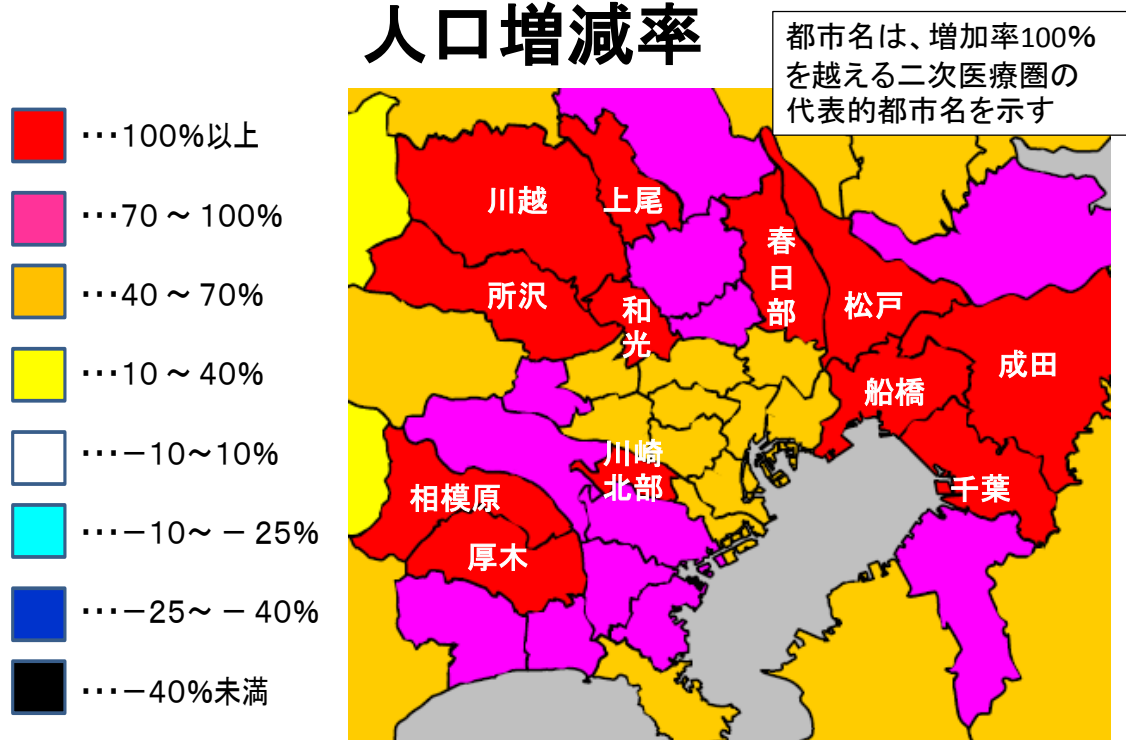 人口増減率
都市名は、増加率100%
を越える二次医療圏の
代表的都市名を示す
…100%以上
…70 ~ 100%
…40 ~ 70%
…10 ~ 40%
…-10~10%
…-10~ - 25%
…-25~ - 40%
…-40%未満
川越
上尾
春
日
部
所沢
和
光
松戸
成田
船橋
川崎
北部
相模原
千葉
厚木